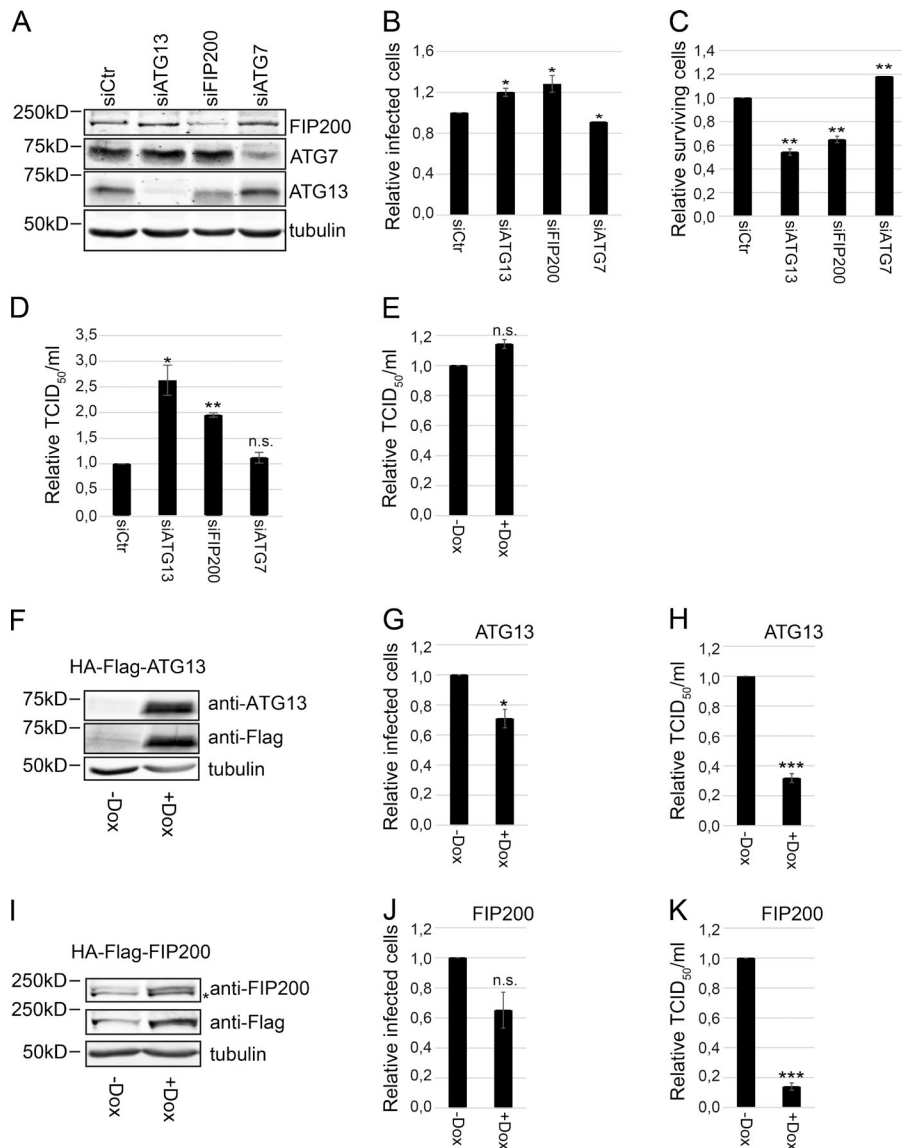 A
siCtr
siATG13
siFIP200
siATG7
250kD
FIP200
75kD
ATG7
75kD
ATG13
50kD
tubulin
B
Relative infected cells
1,6
1,2
0,8
0,4
0,0
*
*
*
siCtr
siATG13
siFIP200
siATG7
C
Relative surviving cells
1,4
1,2
1,0
0,8
0,6
0,4
0,2
0,0
**
**
**
siCtr
siATG13
siFIP200
siATG7
D
Relative TCID50/ml
3,5
3,0
2,5
2,0
1,5
1,0
0,5
0,0
*
**
n.s.
siCtr
siATG13
siFIP200
siATG7
E
Relative TCID50/ml
1,2
1,0
0,8
0,6
0,4
0,2
0,0
n.s.
-Dox
+Dox
F
HA-Flag-ATG13
75kD
anti-ATG13
75kD
anti-Flag
50kD
tubulin
-Dox
+Dox
G
ATG13
Relative infected cells
1,2
1,0
0,8
0,6
0,4
0,2
0,0
*
-Dox
+Dox
H
ATG13
Relative TCID50/ml
1,2
1,0
0,8
0,6
0,4
0,2
0,0
***
-Dox
+Dox
I
HA-Flag-FIP200
250kD
anti-FIP200
*
250kD
anti-Flag
50kD
tubulin
-Dox
+Dox
J
FIP200
Relative infected cells
1,2
1,0
0,8
0,6
0,4
0,2
0,0
n.s.
-Dox
+Dox
K
FIP200
Relative TCID50/ml
1,2
1,0
0,8
0,6
0,4
0,2
0,0
***
-Dox
+Dox